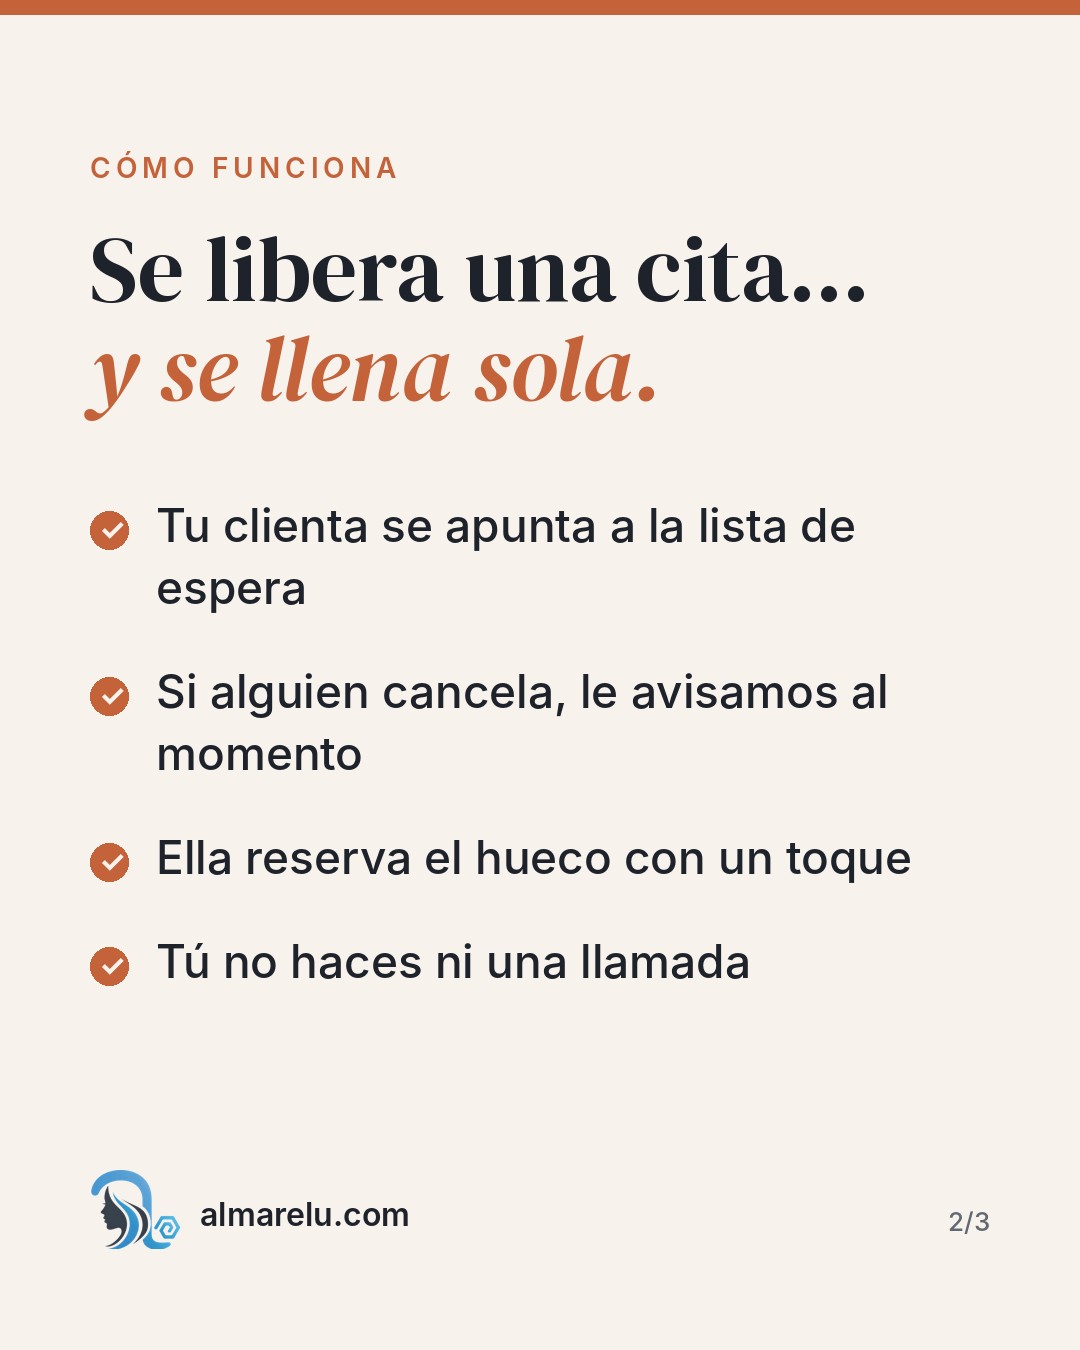 CÓMO FUNCIONA
Se libera una cita...
y se llena sola.
Tu clienta se apunta a la lista de
espera
Si alguien cancela, le avisamos al
momento
Ella reserva el hueco con un toque
Tú no haces ni una llamada
almarelu.com
2/3